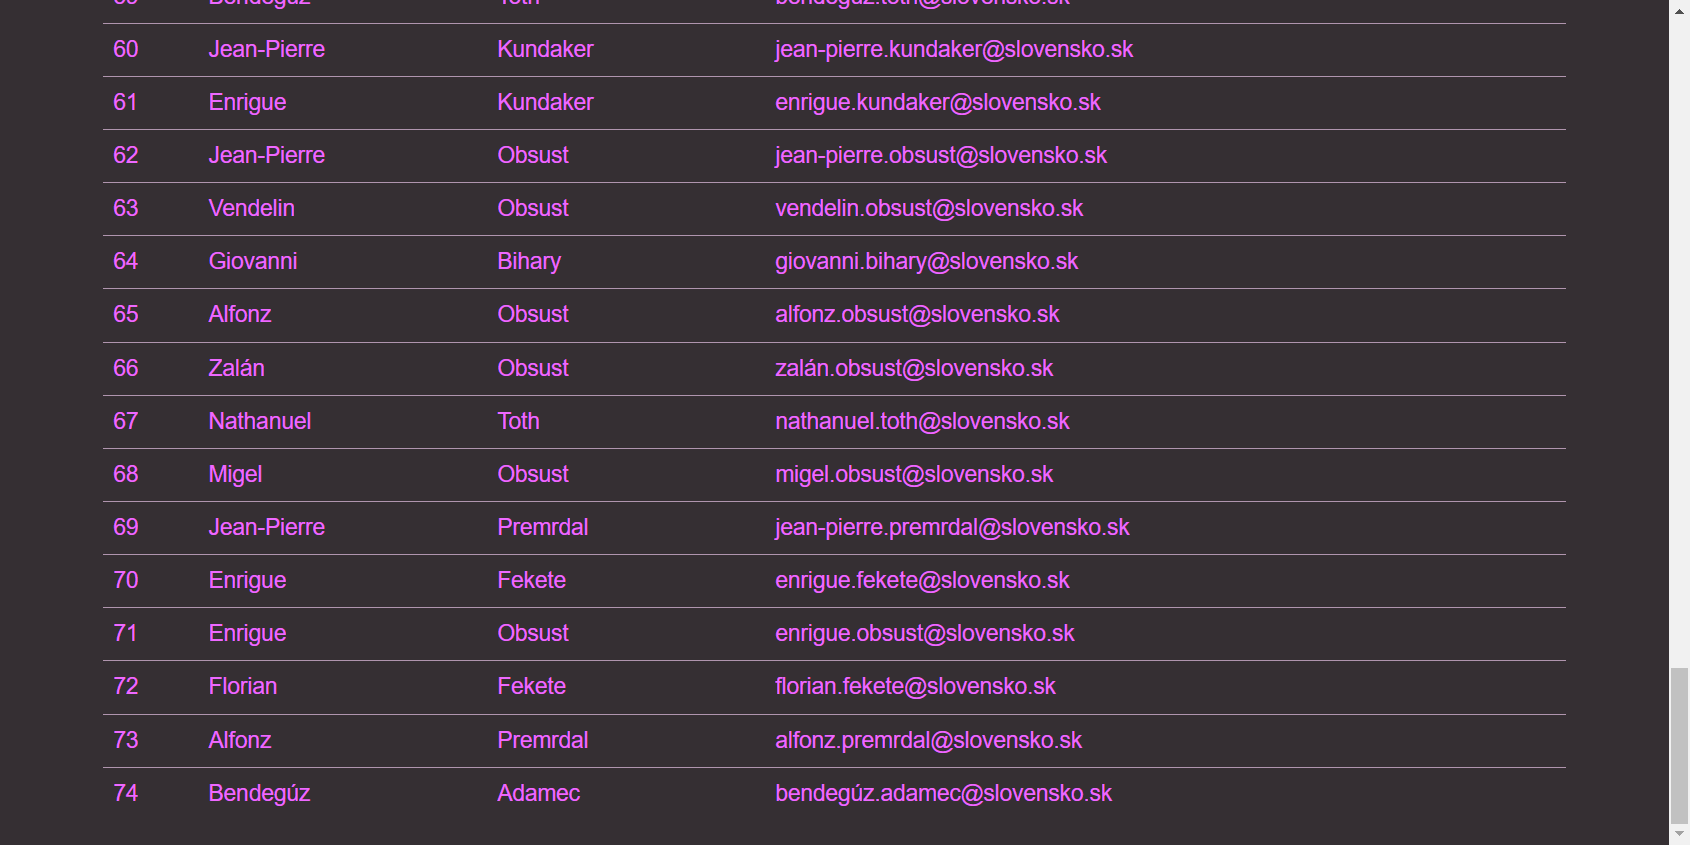 60 Jean-Pierre Kundaker jean-pierre.kundaker@slovensko.sk
61 Enrigue Kundaker enrigue.kundaker@slovensko.sk
62 Jean-Pierre Obsust jean-pierre.obsust@slovensko.sk
63 Vendelin Obsust vendelin.obsust@slovensko.sk
64 Giovanni Bihary giovanni.bihary@slovensko.sk
65 Alfonz Obsust alfonz.obsust@slovensko.sk
66 Zalán Obsust zalán.obsust@slovensko.sk
67 Nathanuel Toth nathanuel.toth@slovensko.sk
68 Migel Obsust migel.obsust@slovensko.sk
69 Jean-Pierre Premrdal jean-pierre.premrdal@slovensko.sk
70 Enrigue Fekete enrigue.fekete@slovensko.sk
71 Enrigue Obsust enrigue.obsust@slovensko.sk
72 Florian Fekete florian.fekete@slovensko.sk
73 Alfonz Premrdal alfonz.premrdal@slovensko.sk
74 Bendegúz Adamec bendegúz.adamec@slovensko.sk